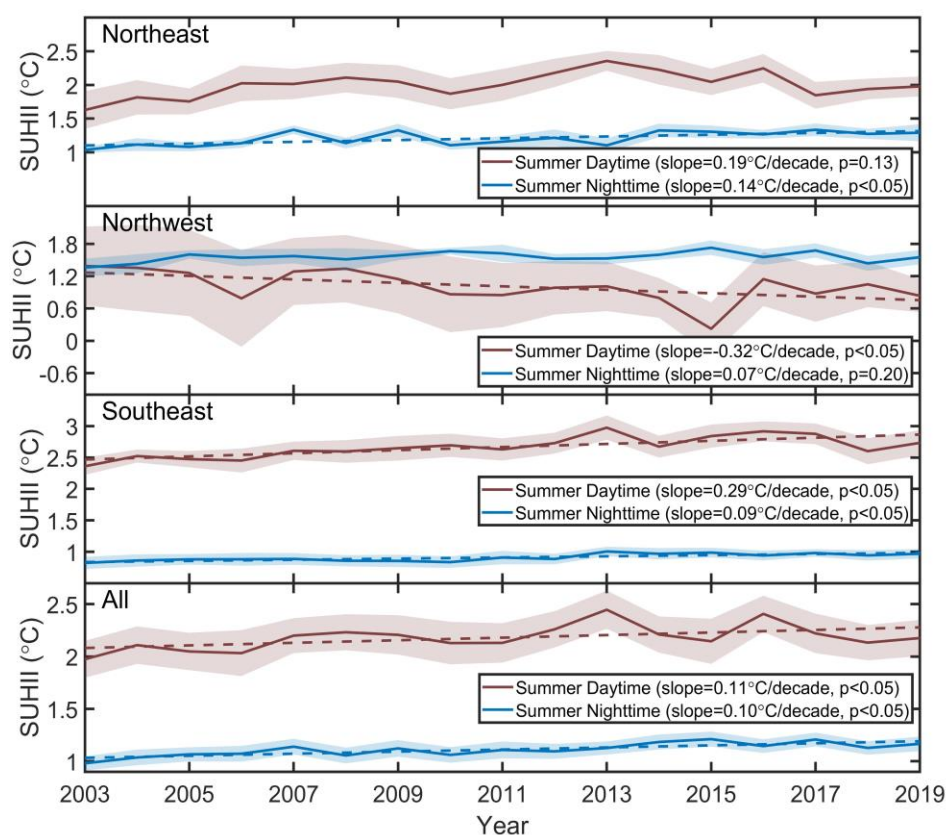 Northeast
SUHII (°C)
2.5
2
1.5
1
Summer Daytime (slope=0.19°C/decade, p=0.13)
Summer Nighttime (slope=0.14°C/decade, p<0.05)
Northwest
SUHII (°C)
1.8
1.2
0.6
0
-0.6
Summer Daytime (slope=-0.32°C/decade, p<0.05)
Summer Nighttime (slope=0.07°C/decade, p=0.20)
Southeast
SUHII (°C)
3
2.5
2
1.5
1
Summer Daytime (slope=0.29°C/decade, p<0.05)
Summer Nighttime (slope=0.09°C/decade, p<0.05)
All
SUHII (°C)
2.5
2
1.5
1
Summer Daytime (slope=0.11°C/decade, p<0.05)
Summer Nighttime (slope=0.10°C/decade, p<0.05)
2003 2005 2007 2009 2011 2013 2015 2017 2019
Year